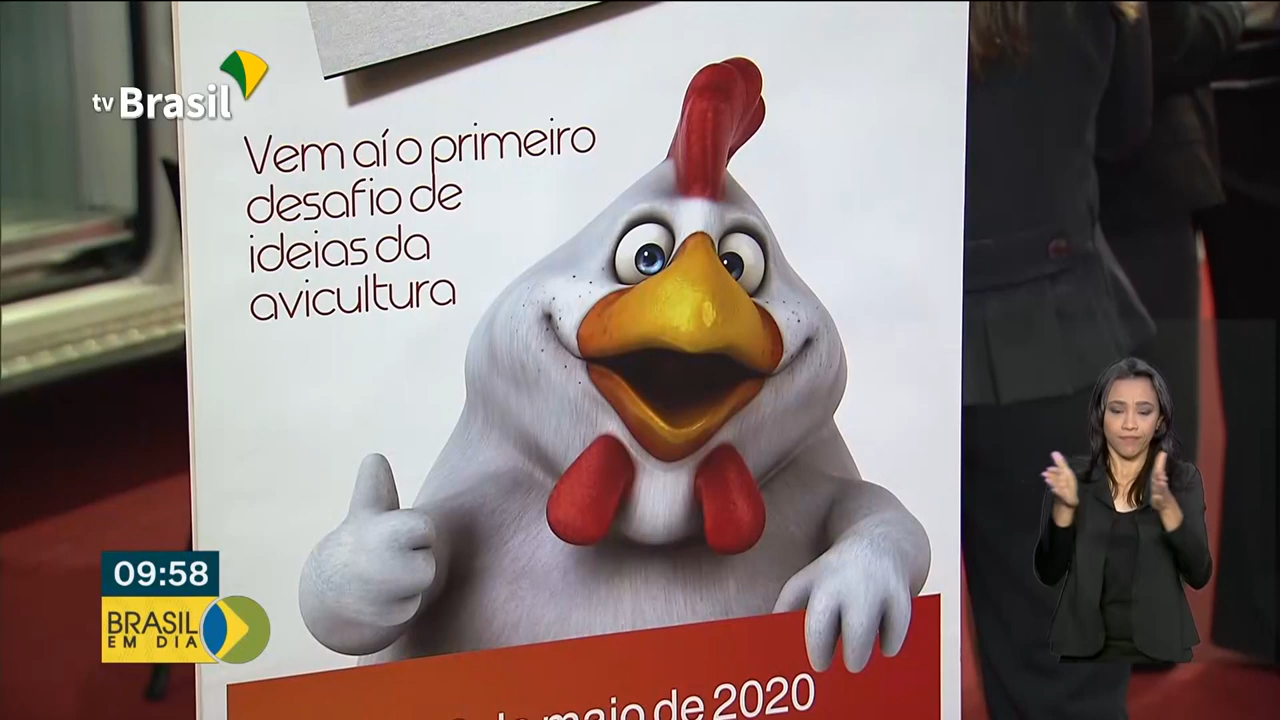 tv Brasil
Vem aí o primeiro
desafio de
ideias da
avicultura
09:58
BRASIL
EM DIA
maio de 2020